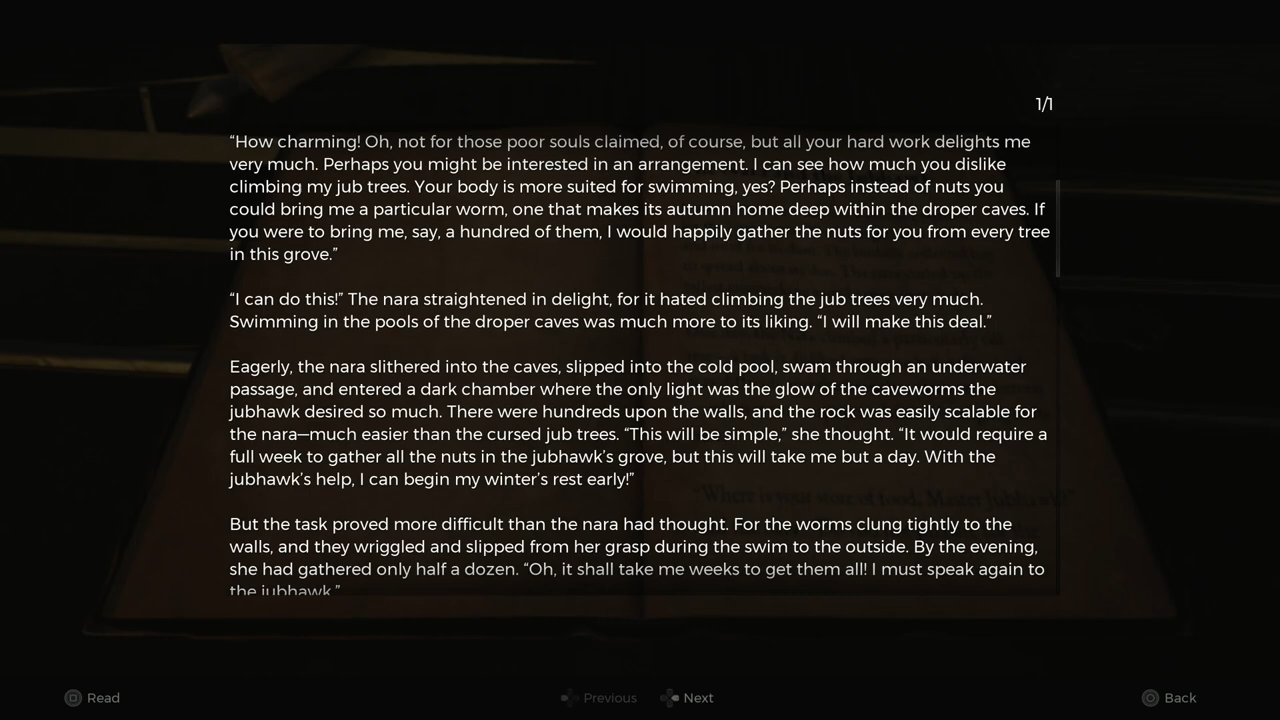 1/1
“How charming! Oh, not for those poor souls claimed, of course, but all your hard work delights me
very much. Perhaps you might be interested in an arrangement. I can see how much you dislike
climbing my jub trees. Your body is more suited for swimming, yes? Perhaps instead of nuts you
could bring me a particular worm, one that makes its autumn home deep within the droper caves. If
you were to bring me, say, a hundred of them, I would happily gather the nuts for you from every tree
in this grove.”
“I can do this!” The nara straightened in delight, for it hated climbing the jub trees very much.
Swimming in the pools of the droper caves was much more to its liking. “I will make this deal.”
Eagerly, the nara slithered into the caves, slipped into the cold pool, swam through an underwater
passage, and entered a dark chamber where the only light was the glow of the caveworms the
jubhawk desired so much. There were hundreds upon the walls, and the rock was easily scalable for
the nara—much easier than the cursed jub trees. “This will be simple,” she thought. “It would require a
full week to gather all the nuts in the jubhawk’s grove, but this will take me but a day. With the
jubhawk’s help, I can begin my winter’s rest early!”
But the task proved more difficult than the nara had thought. For the worms clung tightly to the
walls, and they wriggled and slipped from her grasp during the swim to the outside. By the evening,
she had gathered only half a dozen. “Oh, it shall take me weeks to get them all! I must speak again to
the jubhawk.”
“Where is your store of food, Master Jubhawk?”
Read
Previous
Next
Back